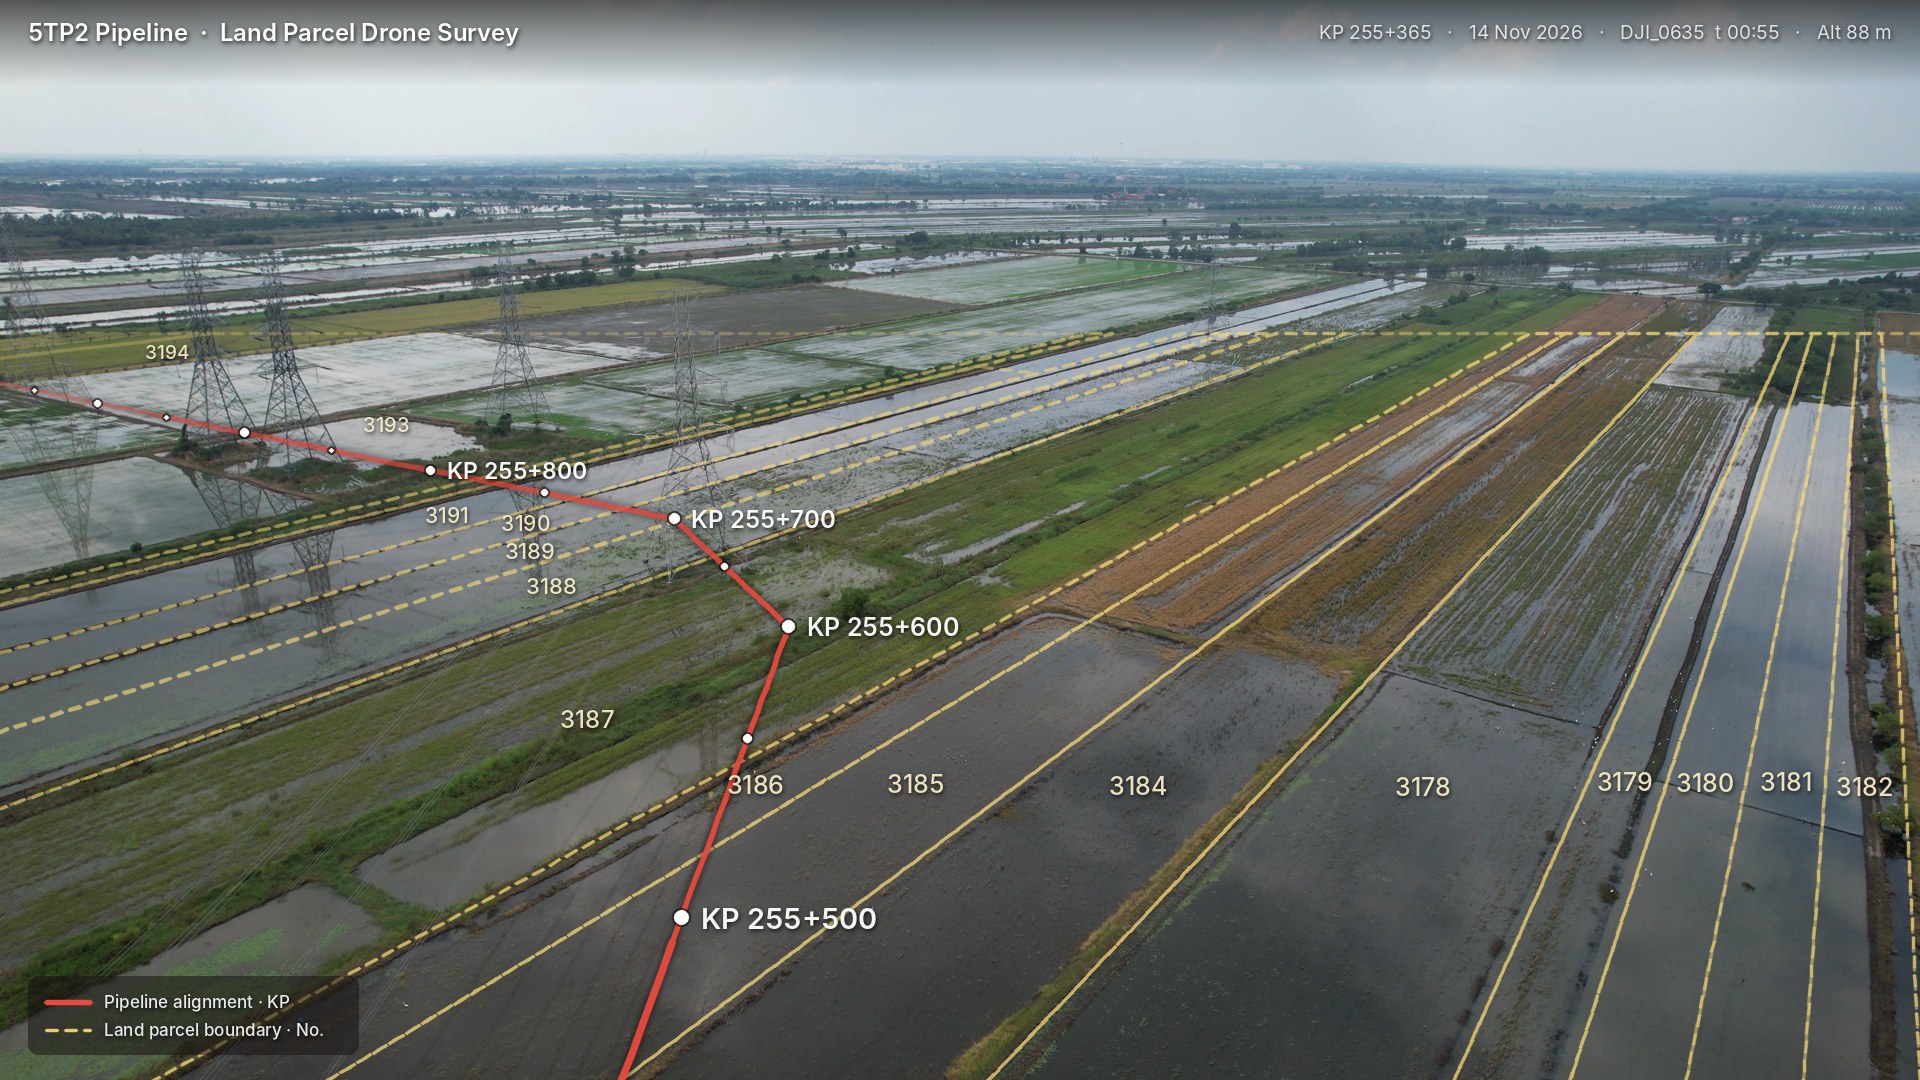 5TP2 Pipeline · Land Parcel Drone Survey
KP 255+365 · 14 Nov 2026 · DJI_0635 t 00:55 · Alt 88 m
3194
3193
KP 255+800
3191
3190
KP 255+700
3189
3188
KP 255+600
3187
3186
3185
3184
3178
3179
3180
3181
3182
KP 255+500
Pipeline alignment · KP
Land parcel boundary · No.